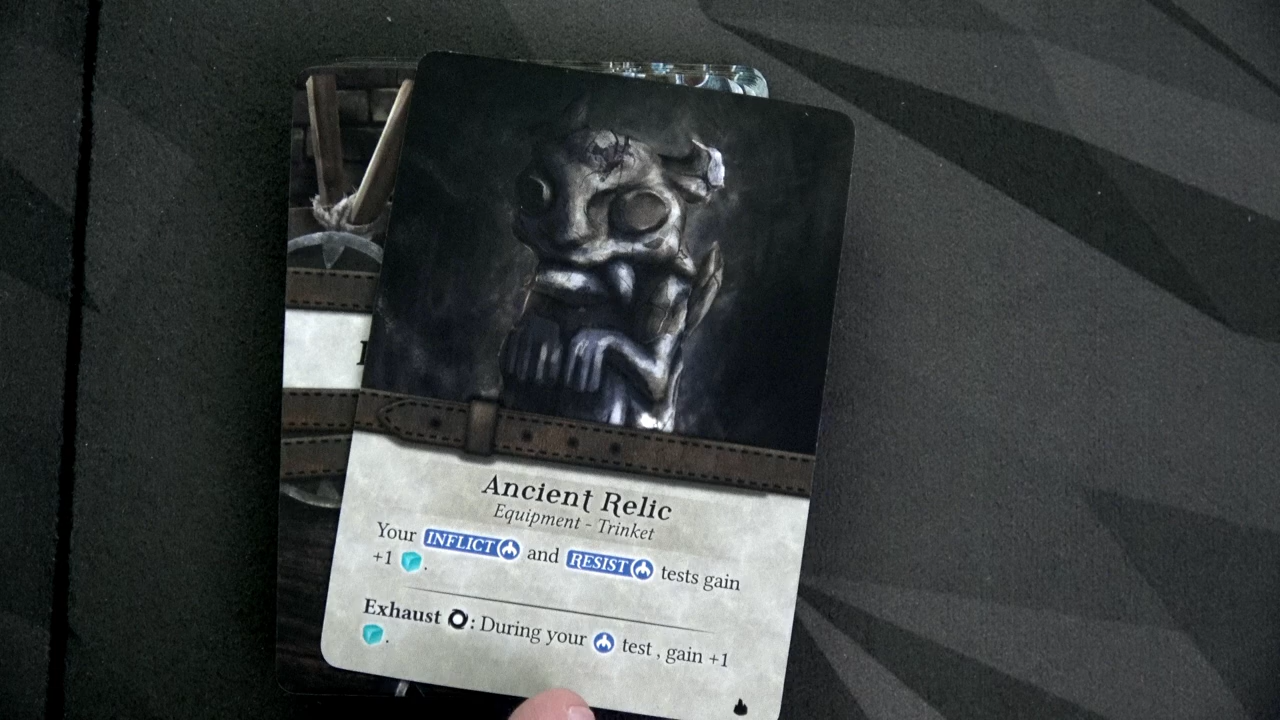 Ancient Relic
Equipment - Trinket
Your INFLICT and RESIST tests gain
+1 .
Exhaust : During your test , gain +1
.